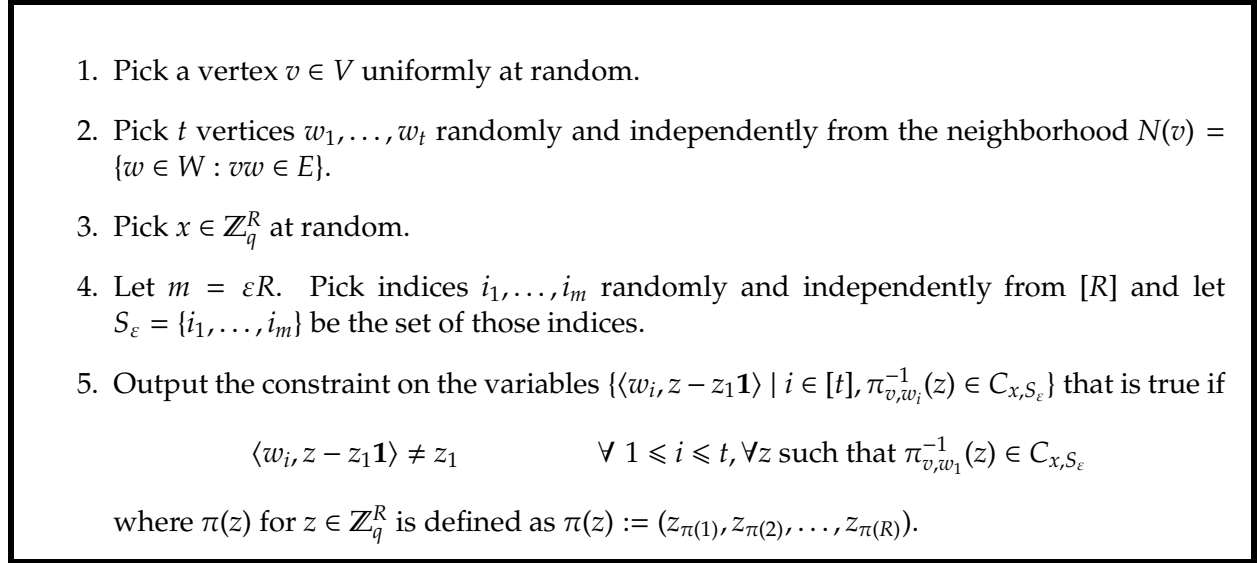 1. Pick a vertex v ∈ V uniformly at random.
2. Pick t vertices w₁, . . . , wₜ randomly and independently from the neighborhood N(v) =
{w ∈ W : vw ∈ E}.
3. Pick x ∈ ℤ_q^R at random.
4. Let m = εR. Pick indices i₁, . . . , iₘ randomly and independently from [R] and let
S_ε = {i₁, . . . , iₘ} be the set of those indices.
5. Output the constraint on the variables {⟨w_i, z − z₁𝟏⟩ | i ∈ [t], π_{v,w_i}^{−1}(z) ∈ C_{x,S_ε}} that is true if
⟨w_i, z − z₁𝟏⟩ ≠ z₁ ∀ 1 ⩽ i ⩽ t, ∀z such that π_{v,w₁}^{−1}(z) ∈ C_{x,S_ε}
where π(z) for z ∈ ℤ_q^R is defined as π(z) := (z_{π(1)}, z_{π(2)}, . . . , z_{π(R)}).